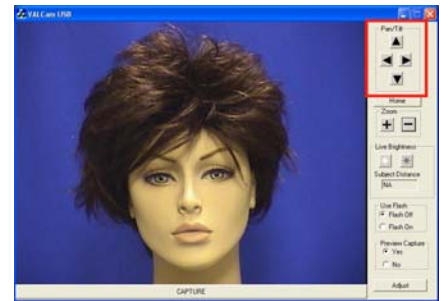 VALCam USB
Pan/Tilt
Home
Zoom
Live Brightness
Subject Distance
NA
Use Flash
Flash Off
Flash On
Preview Capture
Yes
No
Adjust
CAPTURE